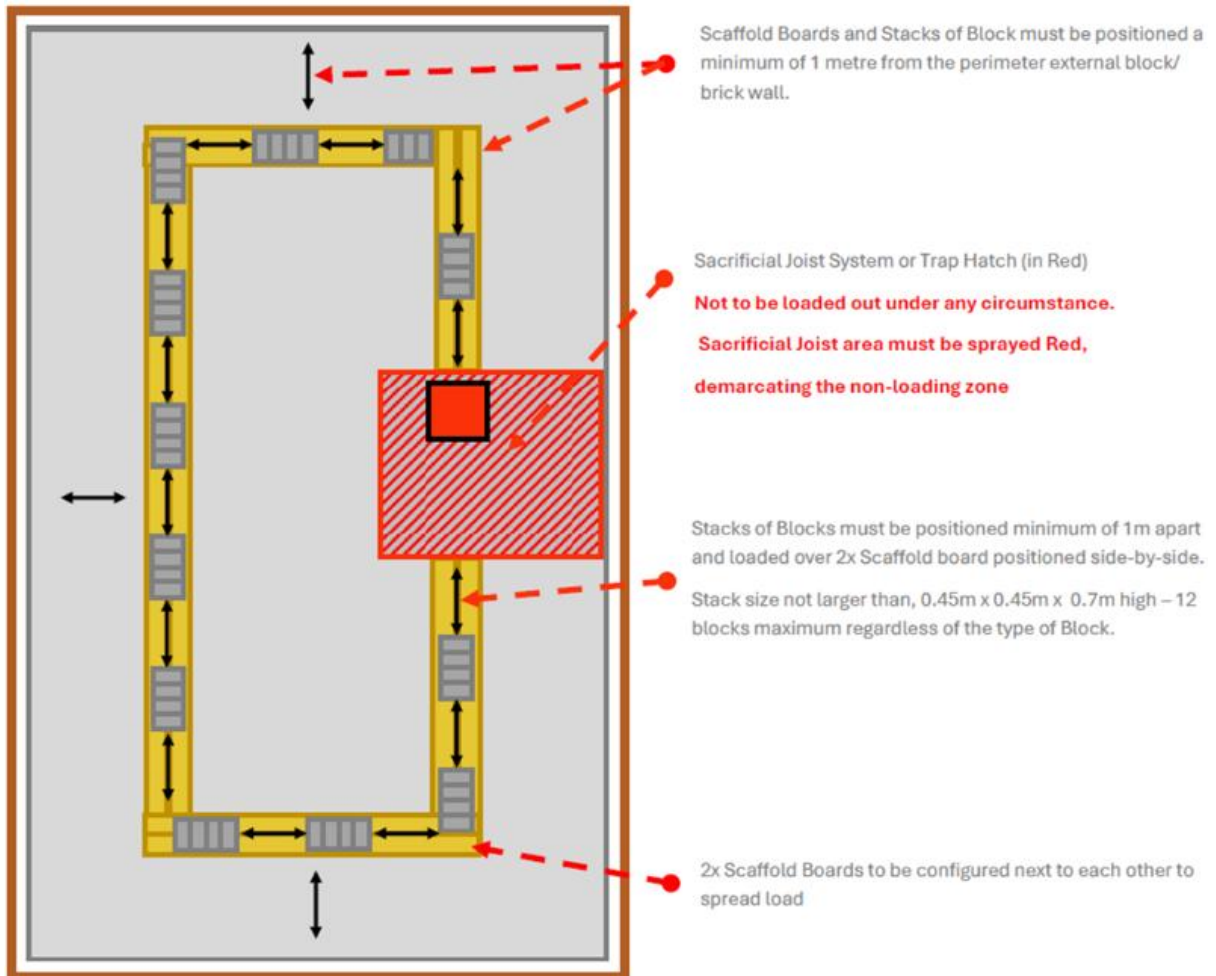 Scaffold Boards and Stacks of Block must be positioned a
minimum of 1 metre from the perimeter external block/
brick wall.
Sacrificial Joist System or Trap Hatch (in Red)
Not to be loaded out under any circumstance.
Sacrificial Joist area must be sprayed Red,
demarcating the non-loading zone
Stacks of Blocks must be positioned minimum of 1m apart
and loaded over 2x Scaffold board positioned side-by-side.
Stack size not larger than, 0.45m x 0.45m x 0.7m high – 12
blocks maximum regardless of the type of Block.
2x Scaffold Boards to be configured next to each other to
spread load